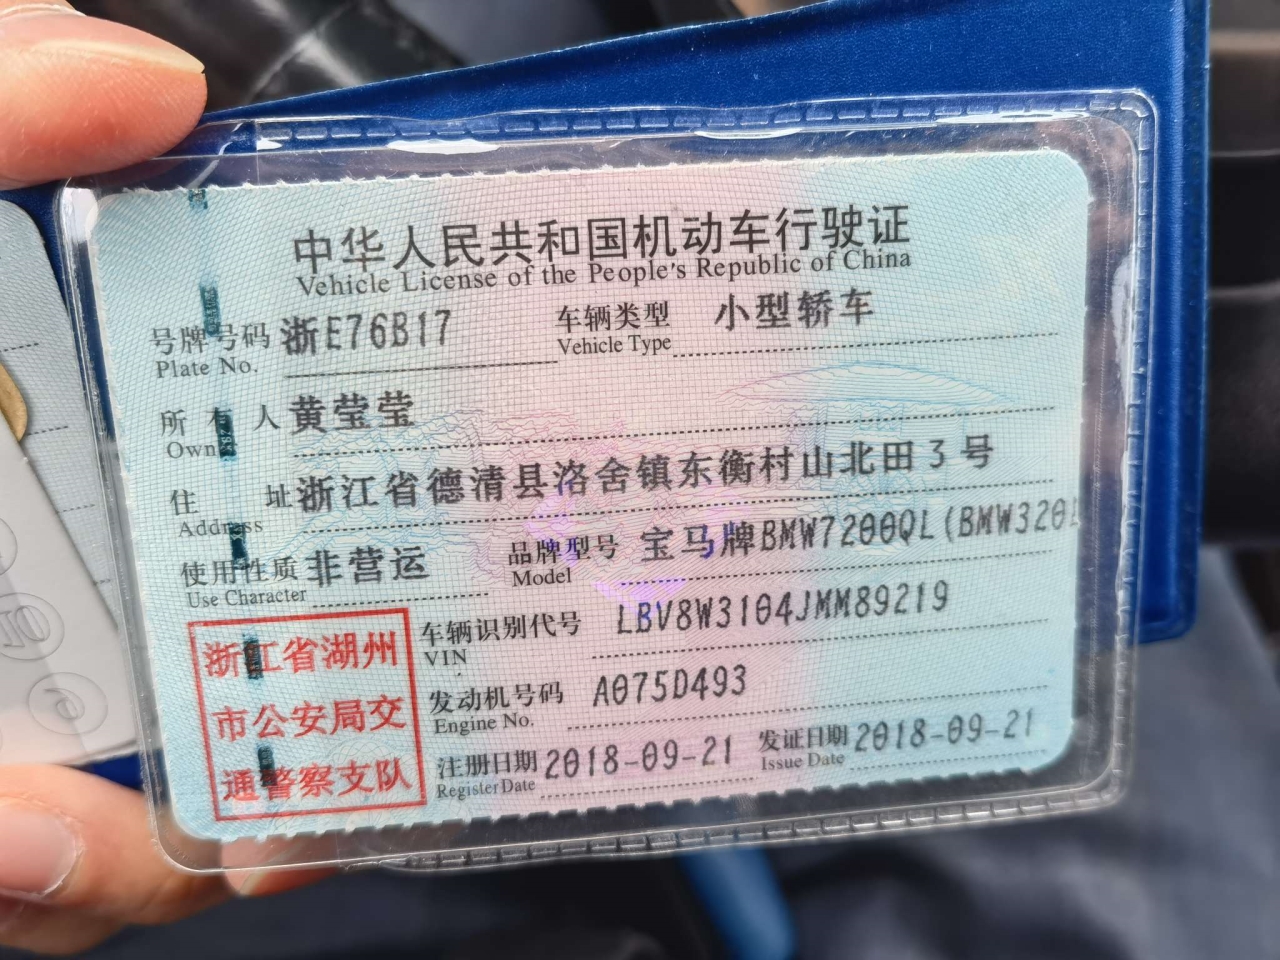 中华人民共和国机动车行驶证
Vehicle License of the People's Republic of China
号牌号码 浙E76B17 车辆类型 小型轿车
Plate No. Vehicle Type
所有人 黄莹莹
Own
住址 浙江省德清县洛舍镇东衡村山北田3号
Address
使用性质 非营运 品牌型号 宝马牌BMW7200QL(BMW320L
Use Character Model
车辆识别代号 LBV8W3104JMM89219
VIN
发动机号码 A075D493
Engine No.
注册日期 2018-09-21 发证日期 2018-09-21
Register Date Issue Date
浙江省湖州
市公安局交
通警察支队